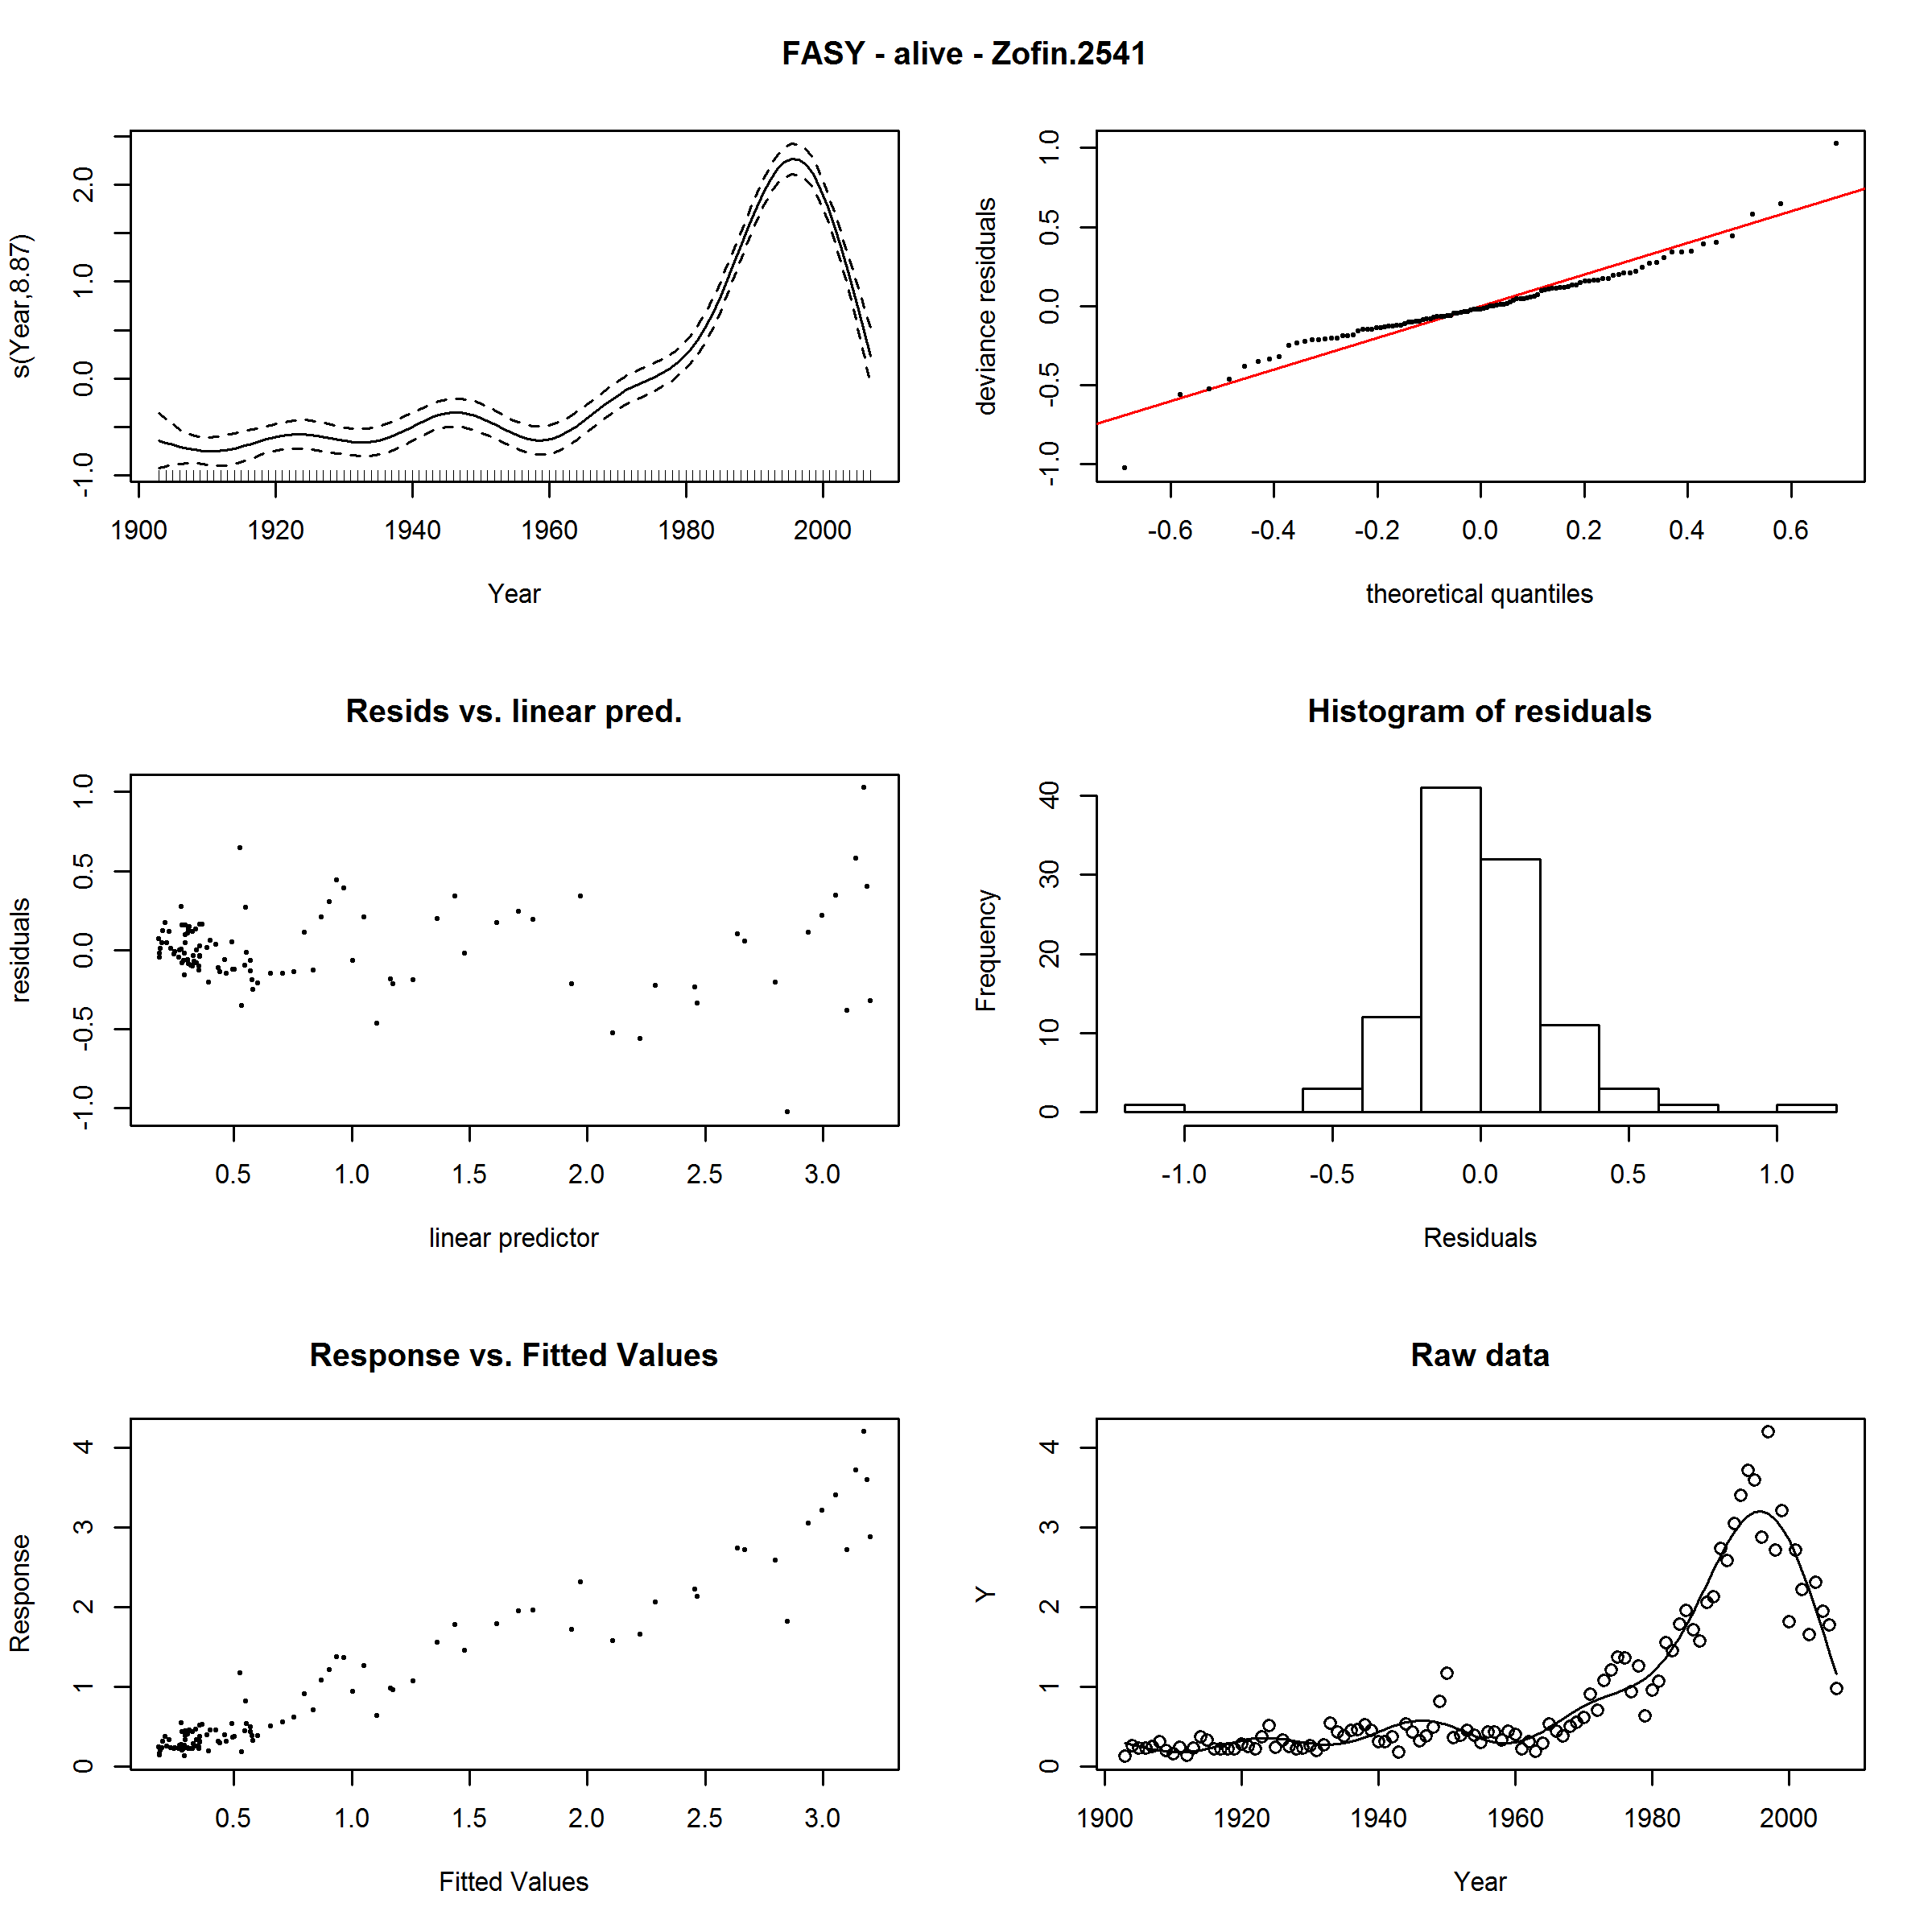 FASY - alive - Zofin.2541
s(Year,8.87)
-1.0 0.0 1.0 2.0
1900 1920 1940 1960 1980 2000
Year
deviance residuals
-1.0 -0.5 0.0 0.5 1.0
-0.6 -0.4 -0.2 0.0 0.2 0.4 0.6
theoretical quantiles
Resids vs. linear pred.
residuals
-1.0 -0.5 0.0 0.5 1.0
0.5 1.0 1.5 2.0 2.5 3.0
linear predictor
Histogram of residuals
Frequency
0 10 20 30 40
-1.0 -0.5 0.0 0.5 1.0
Residuals
Response vs. Fitted Values
Response
0 1 2 3 4
0.5 1.0 1.5 2.0 2.5 3.0
Fitted Values
Raw data
Y
0 1 2 3 4
1900 1920 1940 1960 1980 2000
Year